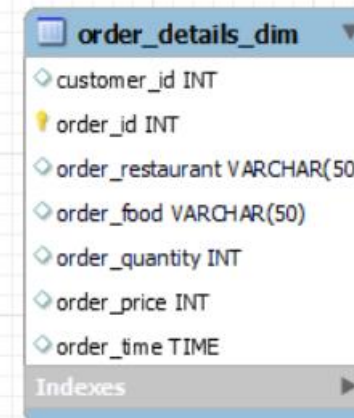 order_details_dim
customer_id INT
order_id INT
order_restaurant VARCHAR(50
order_food VARCHAR(50)
order_quantity INT
order_price INT
order_time TIME
Indexes